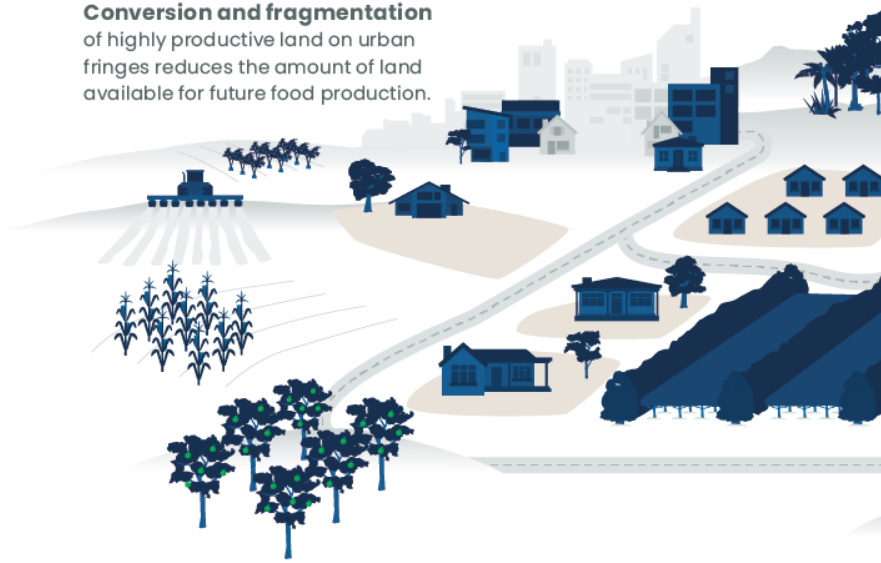 Conversion and fragmentation
of highly productive land on urban
fringes reduces the amount of land
available for future food production.